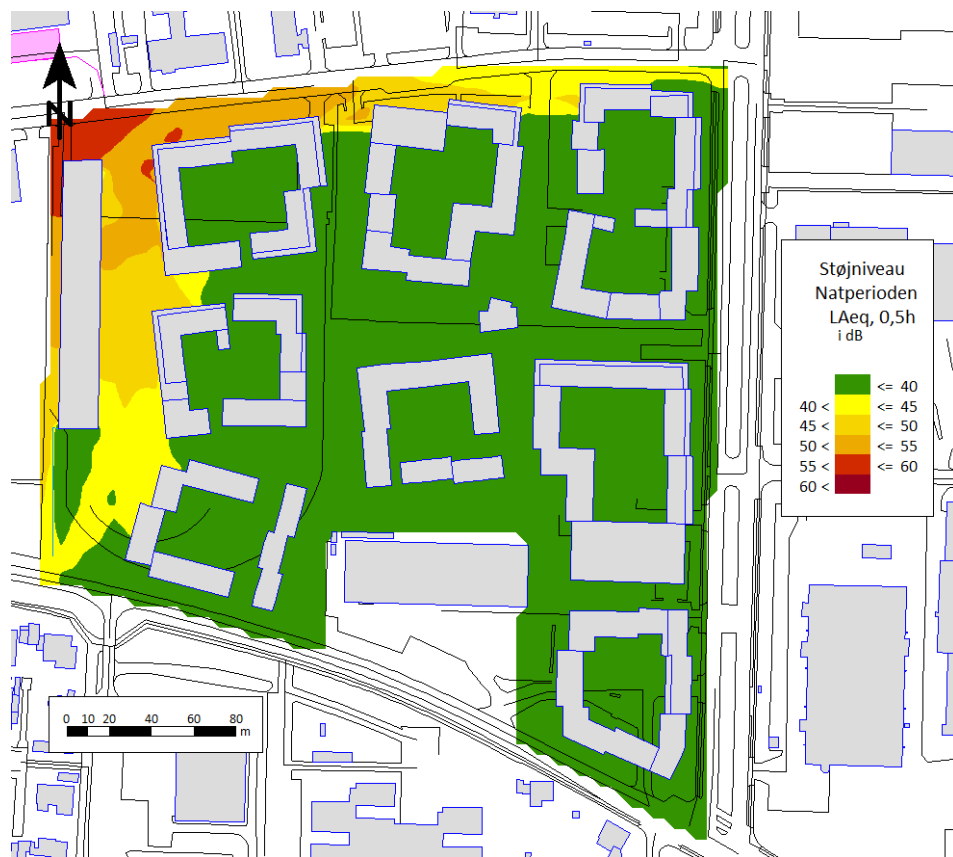 N
Støjniveau
Natperioden
LAeq, 0,5h
i dB
<= 40
40 < <= 45
45 < <= 50
50 < <= 55
55 < <= 60
60 <
0 10 20 40 60 80
m